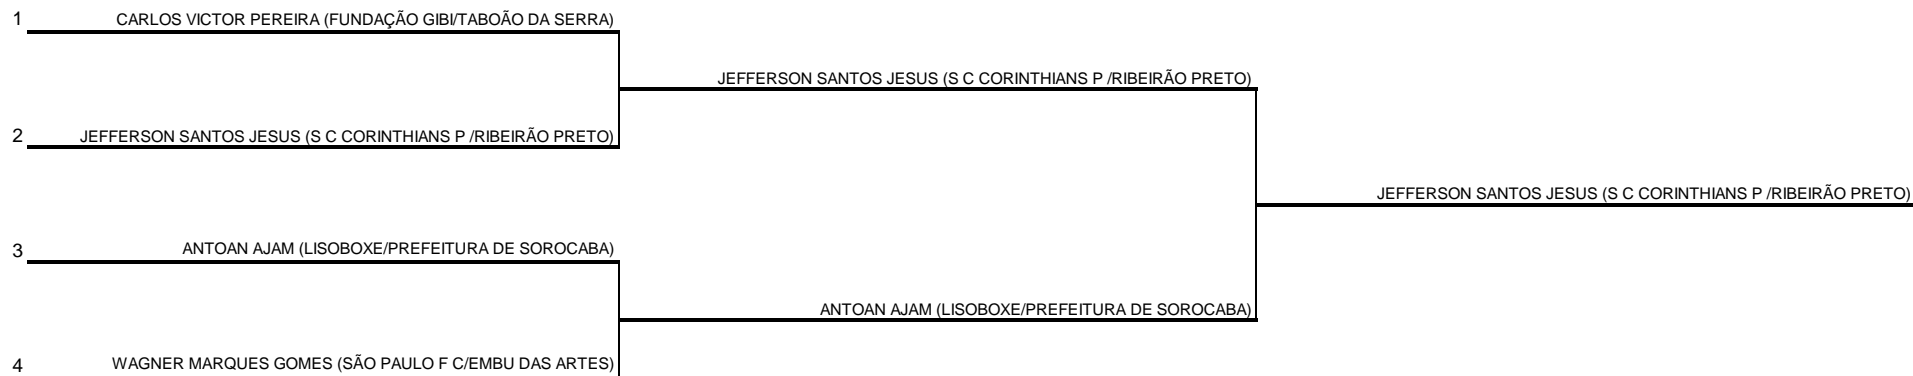 1 CARLOS VICTOR PEREIRA (FUNDAÇÃO GIBI/TABOÃO DA SERRA)
JEFFERSON SANTOS JESUS (S C CORINTHIANS P /RIBEIRÃO PRETO)
2 JEFFERSON SANTOS JESUS (S C CORINTHIANS P /RIBEIRÃO PRETO)
JEFFERSON SANTOS JESUS (S C CORINTHIANS P /RIBEIRÃO PRETO)
3 ANTOAN AJAM (LISOBOXE/PREFEITURA DE SOROCABA)
ANTOAN AJAM (LISOBOXE/PREFEITURA DE SOROCABA)
4 WAGNER MARQUES GOMES (SÃO PAULO F C/EMBU DAS ARTES)